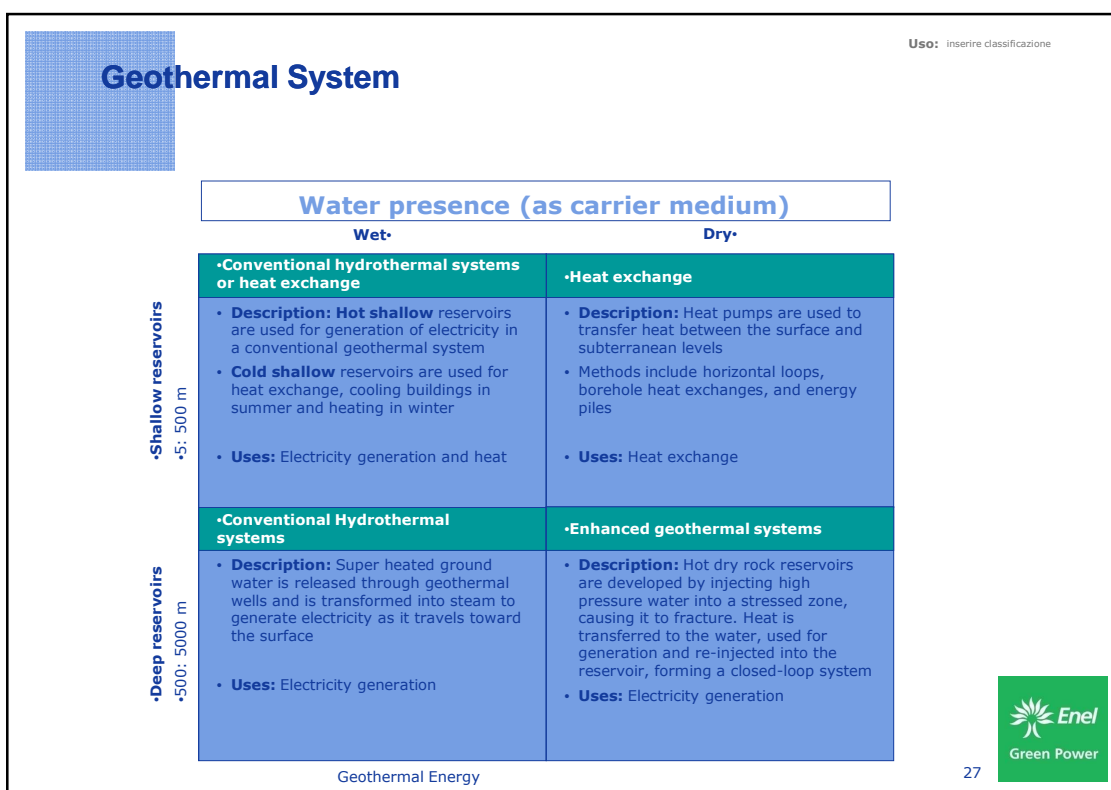 Uso: inserire classificazione
Geothermal System
Water presence (as carrier medium)
Wet•
Dry•
•Shallow reservoirs
•5: 500 m
•Conventional hydrothermal systems
or heat exchange
• Description: Hot shallow reservoirs
are used for generation of electricity in
a conventional geothermal system
• Cold shallow reservoirs are used for
heat exchange, cooling buildings in
summer and heating in winter
• Uses: Electricity generation and heat
•Heat exchange
• Description: Heat pumps are used to
transfer heat between the surface and
subterranean levels
• Methods include horizontal loops,
borehole heat exchanges, and energy
piles
• Uses: Heat exchange
•Deep reservoirs
•500: 5000 m
•Conventional Hydrothermal
systems
• Description: Super heated ground
water is released through geothermal
wells and is transformed into steam to
generate electricity as it travels toward
the surface
• Uses: Electricity generation
•Enhanced geothermal systems
• Description: Hot dry rock reservoirs
are developed by injecting high
pressure water into a stressed zone,
causing it to fracture. Heat is
transferred to the water, used for
generation and re-injected into the
reservoir, forming a closed-loop system
• Uses: Electricity generation
Geothermal Energy
27
Enel
Green Power